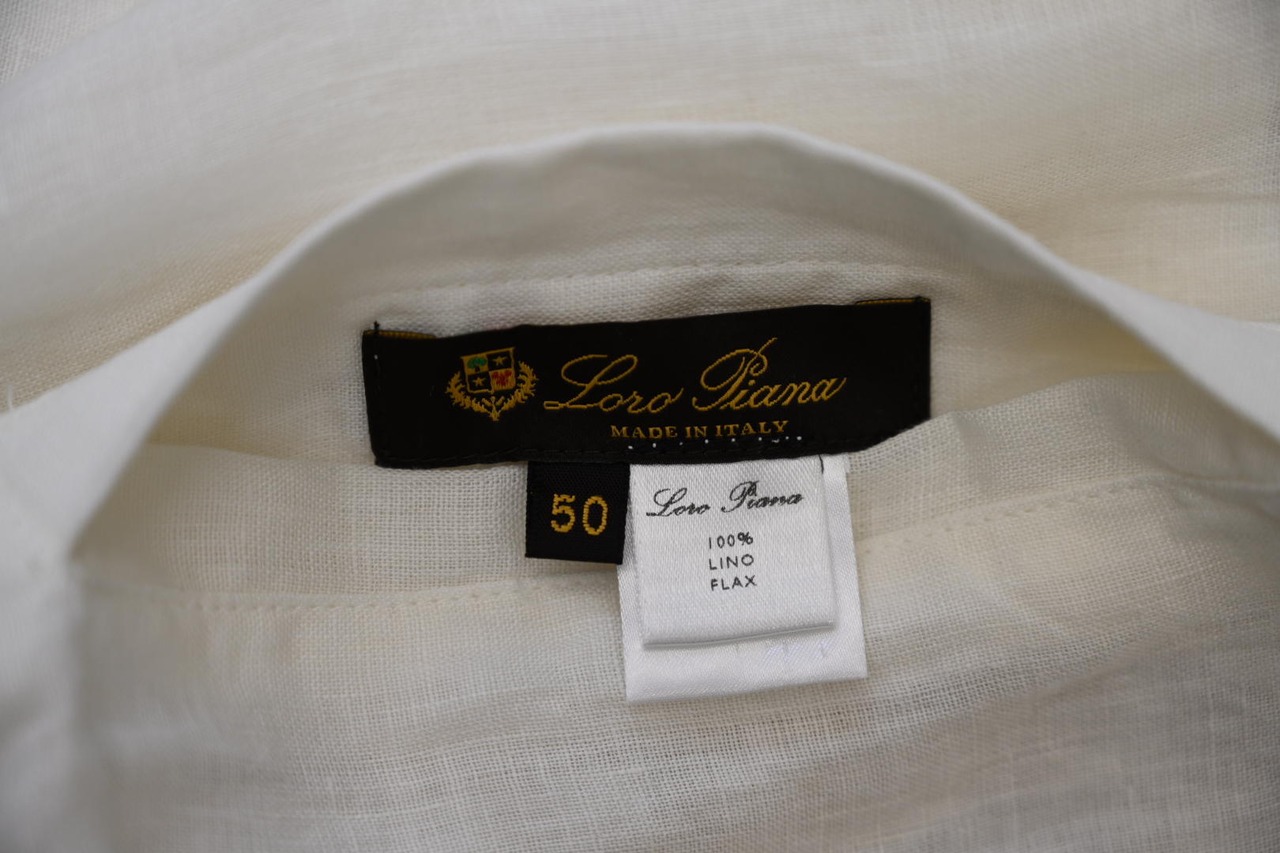 Loro Piana
MADE IN ITALY
50
Loro Piana
100%
LINO
FLAX